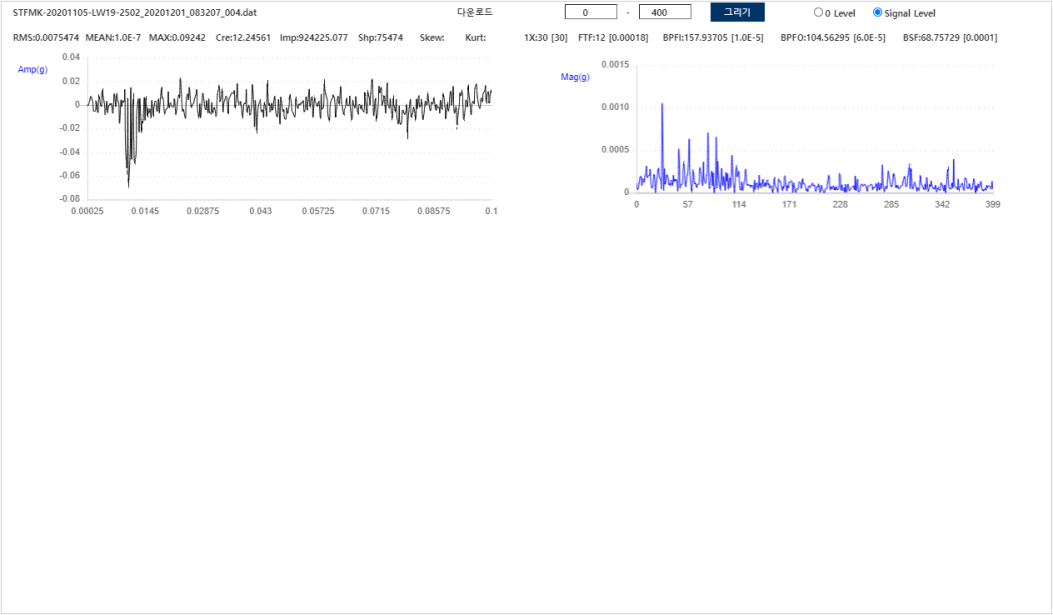 STFMK-20201105-LW19-2502_20201201_083207_004.dat 다운로드 0 - 400 그리기 0 Level Signal Level
RMS:0.0075474 MEAN:1.0E-7 MAX:0.09242 Cre:12.24561 Imp:924225.077 Shp:75474 Skew: Kurt: 1X:30 [30] FTF:12 [0.00018] BPFI:157.93705 [1.0E-5] BPFO:104.56295 [6.0E-5] BSF:68.75729 [0.0001]
Amp(g)
0.04
0.02
0
-0.02
-0.04
-0.06
-0.08
0.00025 0.0145 0.02875 0.043 0.05725 0.0715 0.08575 0.1
Mag(g)
0.0015
0.0010
0.0005
0
0 57 114 171 228 285 342 399